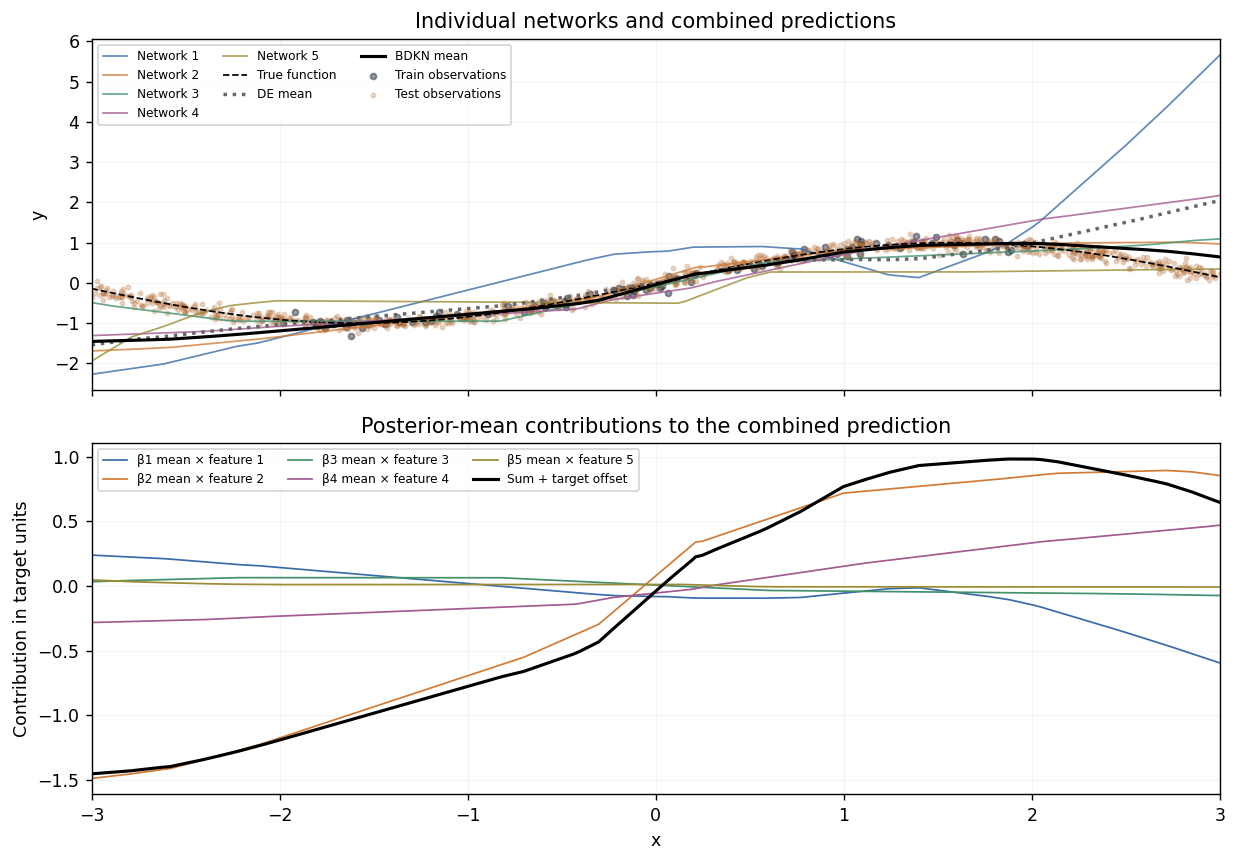 Individual networks and combined predictions
6
5
4
3
2
1
0
−1
−2
y
Network 1
Network 2
Network 3
Network 4
Network 5
True function
DE mean
BDKN mean
Train observations
Test observations
Posterior-mean contributions to the combined prediction
1.0
0.5
0.0
−0.5
−1.0
−1.5
Contribution in target units
β1 mean × feature 1
β2 mean × feature 2
β3 mean × feature 3
β4 mean × feature 4
β5 mean × feature 5
Sum + target offset
−3 −2 −1 0 1 2 3
x